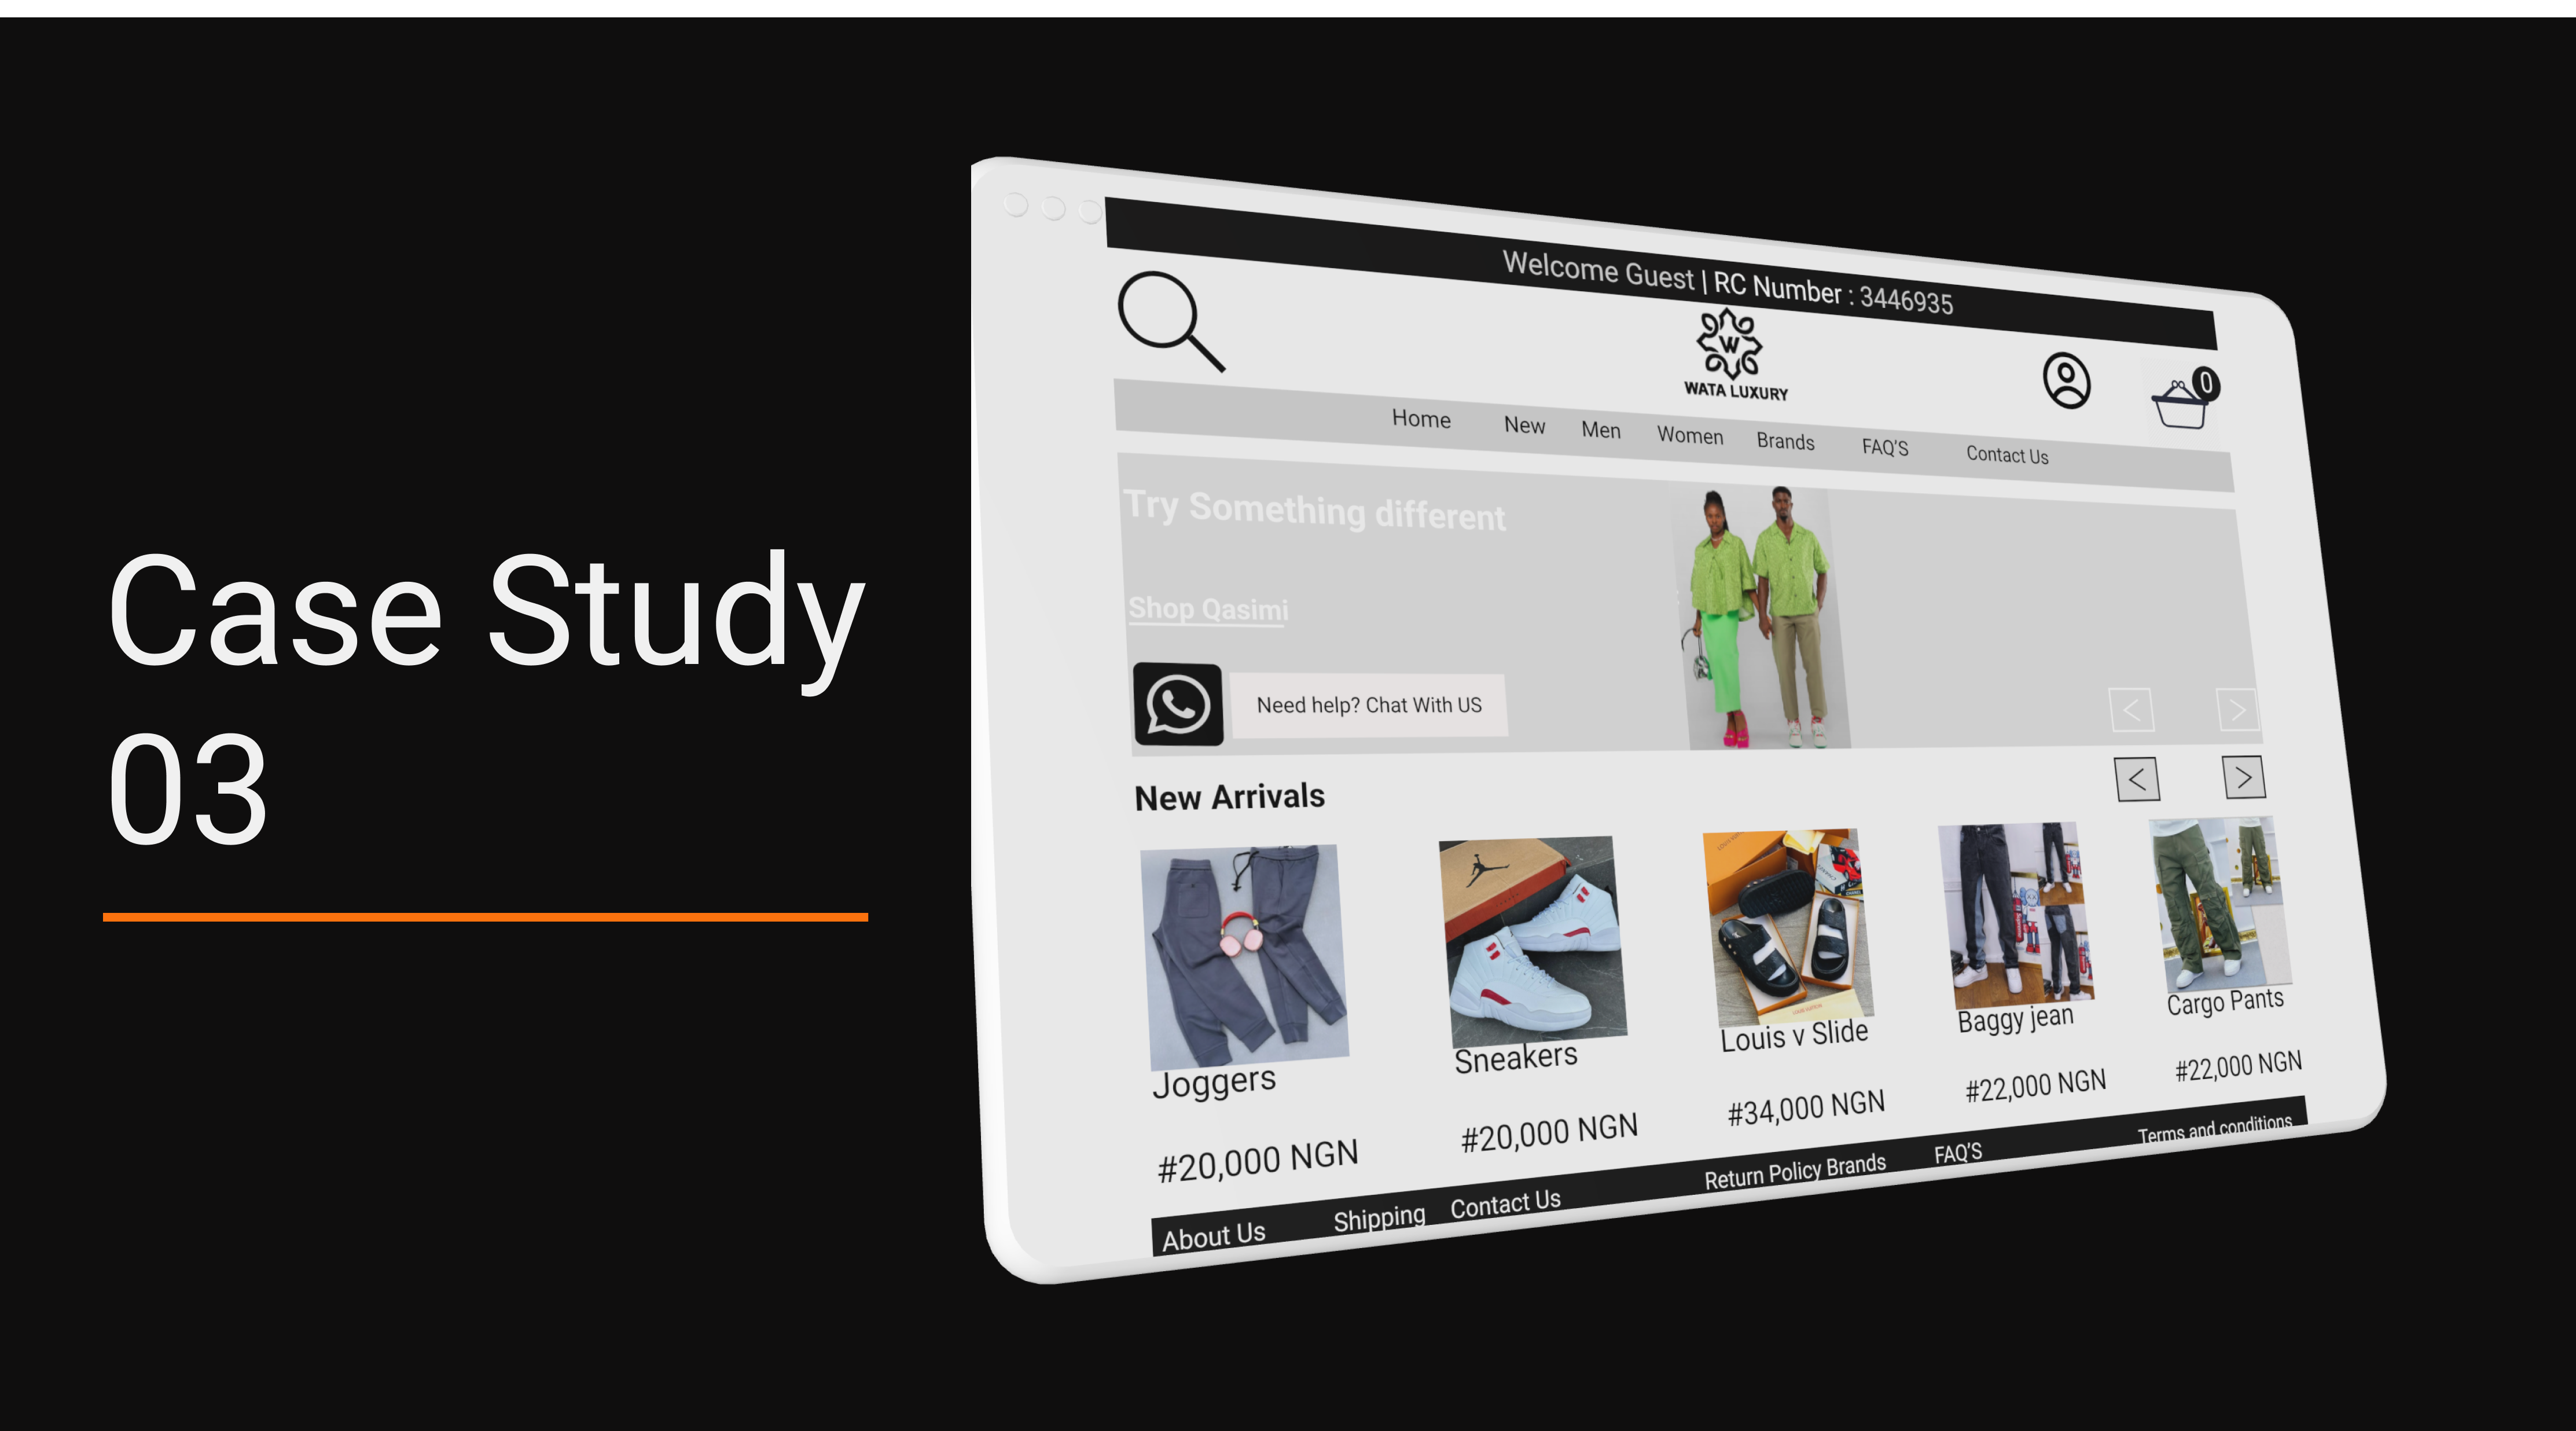 Case Study
03
Welcome Guest | RC Number : 3446935
W
WATA LUXURY
0
Home New Men Women Brands FAQ'S Contact Us
Try Something different
Shop Qasimi
Need help? Chat With US
New Arrivals
Joggers
#20,000 NGN
Sneakers
#20,000 NGN
Louis v Slide
#34,000 NGN
Baggy jean
#22,000 NGN
Cargo Pants
#22,000 NGN
About Us Shipping Contact Us Return Policy Brands FAQ'S Terms and conditions